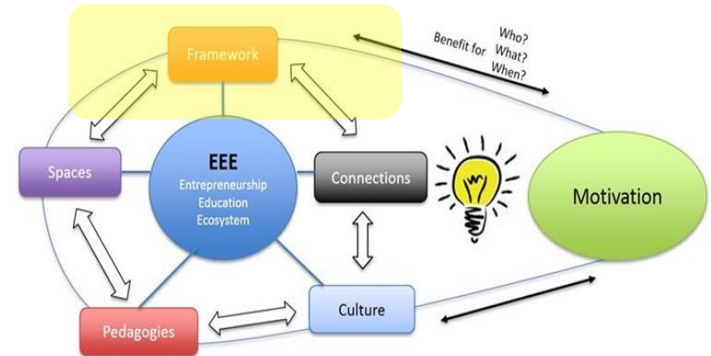 Framework
Benefit for
Who?
What?
When?
Spaces
EEE
Entrepreneurship
Education
Ecosystem
Connections
Motivation
Culture
Pedagogies